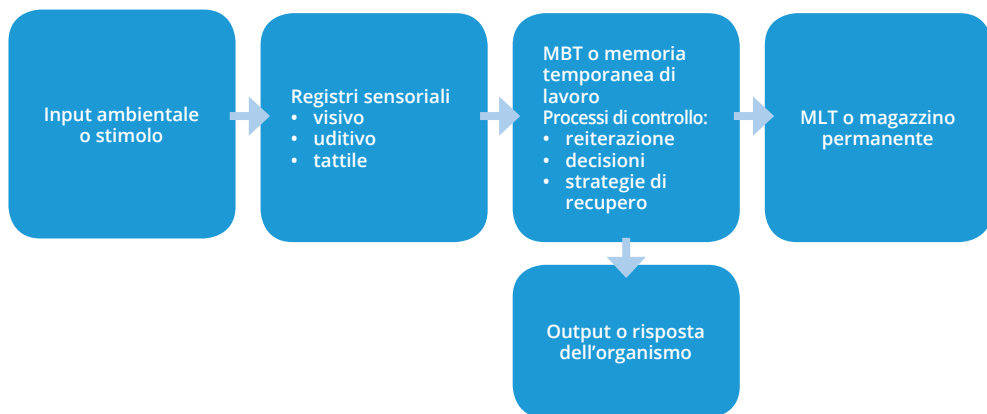 Input ambientale
o stimolo
Registri sensoriali
• visivo
• uditivo
• tattile
MBT o memoria
temporanea di
lavoro
Processi di controllo:
• reiterazione
• decisioni
• strategie di
recupero
MLT o magazzino
permanente
Output o risposta
dell’organismo